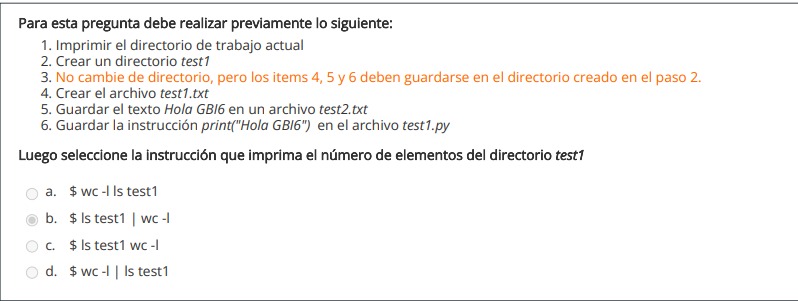 Para esta pregunta debe realizar previamente lo siguiente:
1. Imprimir el directorio de trabajo actual
2. Crear un directorio test1
3. No cambie de directorio, pero los items 4, 5 y 6 deben guardarse en el directorio creado en el paso 2.
4. Crear el archivo test1.txt
5. Guardar el texto Hola GBI6 en un archivo test2.txt
6. Guardar la instrucción print("Hola GBI6") en el archivo test1.py
Luego seleccione la instrucción que imprima el número de elementos del directorio test1
a. $ wc -l ls test1
b. $ ls test1 | wc -l
c. $ ls test1 wc -l
d. $ wc -l | ls test1